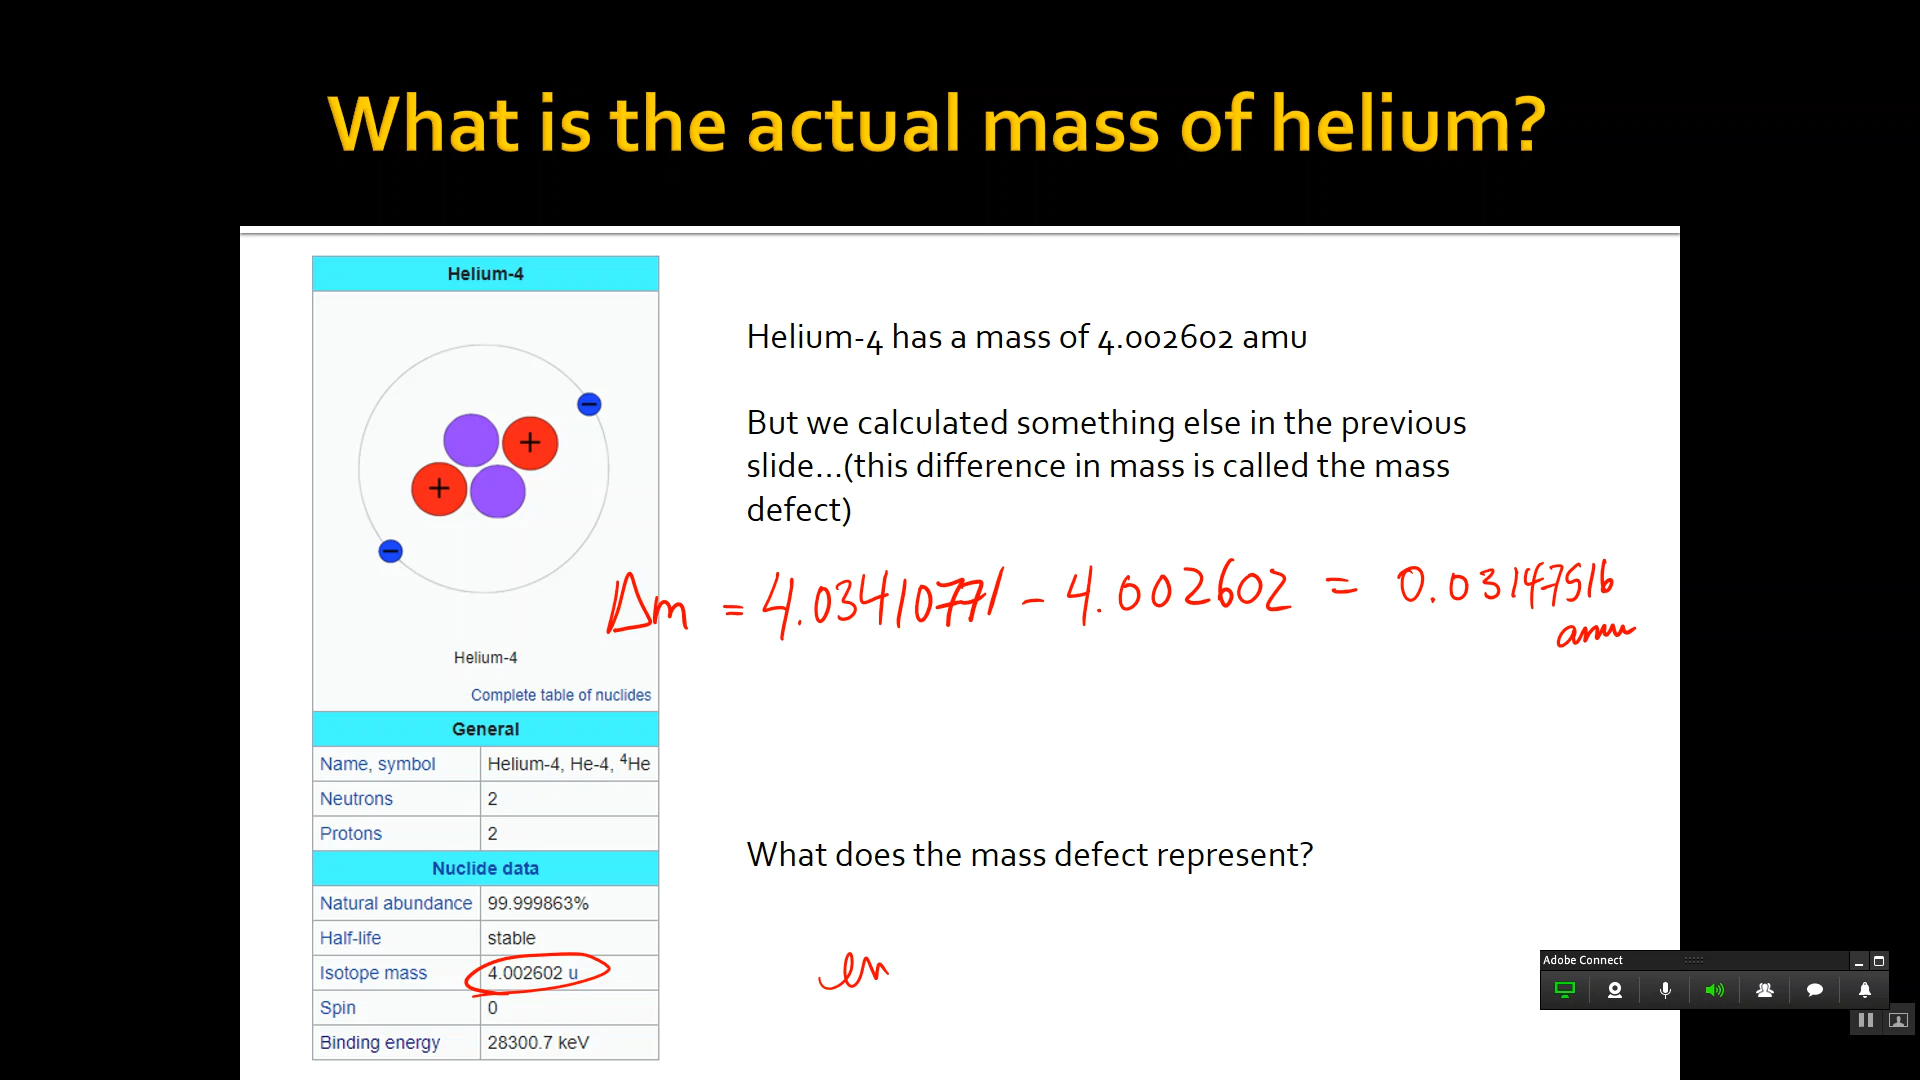 What is the actual mass of helium?
Helium-4
+
+
−
−
Helium-4
Complete table of nuclides
General
Name, symbol Helium-4, He-4, ⁴He
Neutrons 2
Protons 2
Nuclide data
Natural abundance 99.999863%
Half-life stable
Isotope mass 4.002602 u
Spin 0
Binding energy 28300.7 keV
Helium-4 has a mass of 4.002602 amu
But we calculated something else in the previous
slide...(this difference in mass is called the mass
defect)
Δm = 4.03410771 − 4.002602 = 0.03147516
amu
What does the mass defect represent?
en
Adobe Connect